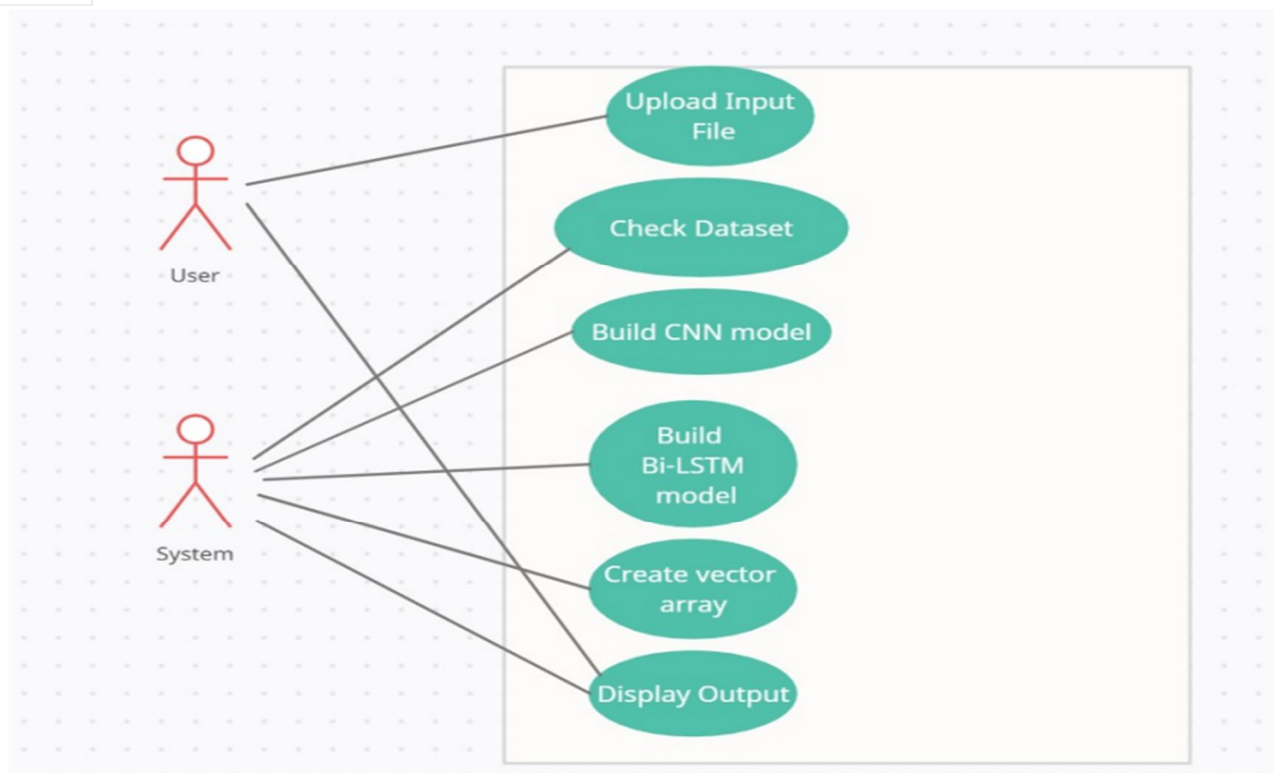 Upload Input
File
Check Dataset
Build CNN model
User
Build
Bi-LSTM
model
System
Create vector
array
Display Output